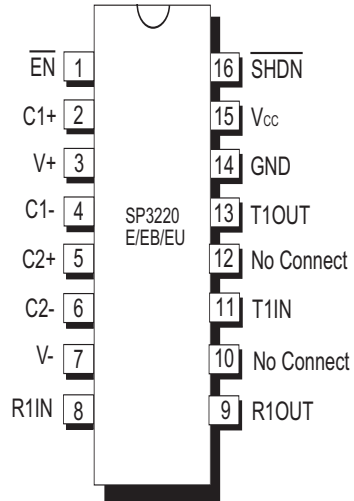 EN 1
C1+ 2
V+ 3
C1- 4
C2+ 5
C2- 6
V- 7
R1IN 8
SP3220
E/EB/EU
16 SHDN
15 Vcc
14 GND
13 T1OUT
12 No Connect
11 T1IN
10 No Connect
9 R1OUT